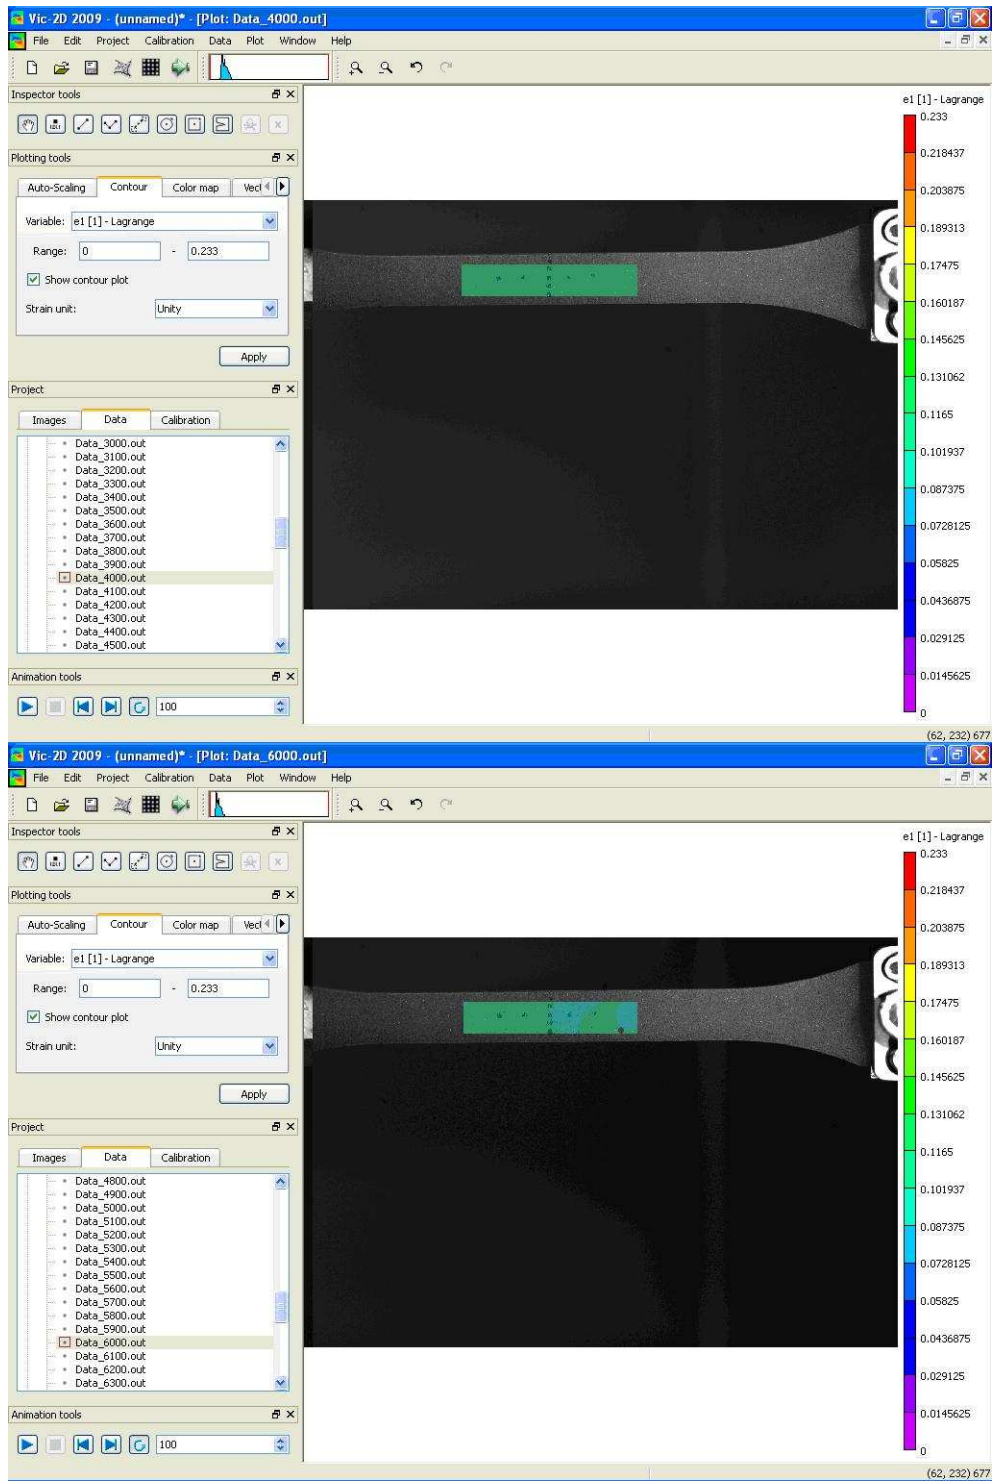 Vic-2D 2009 - (unnamed)* - [Plot: Data_4000.out]
File Edit Project Calibration Data Plot Window Help
Inspector tools
Plotting tools
Auto-Scaling Contour Color map
Variable: e1 [1] - Lagrange
Range: 0 - 0.233
Show contour plot
Strain unit: Unity
Apply
Project
Images Data Calibration
Data_3000.out
Data_3100.out
Data_3200.out
Data_3300.out
Data_3400.out
Data_3500.out
Data_3600.out
Data_3700.out
Data_3800.out
Data_3900.out
Data_4000.out
Data_4100.out
Data_4200.out
Data_4300.out
Data_4400.out
Data_4500.out
Animation tools
100
e1 [1] - Lagrange
0.233
0.218437
0.203875
0.189313
0.17475
0.160187
0.145625
0.131062
0.1165
0.101937
0.087375
0.0728125
0.05825
0.0436875
0.029125
0.0145625
0
(62, 232) 677
Vic-2D 2009 - (unnamed)* - [Plot: Data_6000.out]
File Edit Project Calibration Data Plot Window Help
Inspector tools
Plotting tools
Auto-Scaling Contour Color map
Variable: e1 [1] - Lagrange
Range: 0 - 0.233
Show contour plot
Strain unit: Unity
Apply
Project
Images Data Calibration
Data_4800.out
Data_4900.out
Data_5000.out
Data_5100.out
Data_5200.out
Data_5300.out
Data_5400.out
Data_5500.out
Data_5600.out
Data_5700.out
Data_5800.out
Data_5900.out
Data_6000.out
Data_6100.out
Data_6200.out
Data_6300.out
Animation tools
100
e1 [1] - Lagrange
0.233
0.218437
0.203875
0.189313
0.17475
0.160187
0.145625
0.131062
0.1165
0.101937
0.087375
0.0728125
0.05825
0.0436875
0.029125
0.0145625
0
(62, 232) 677